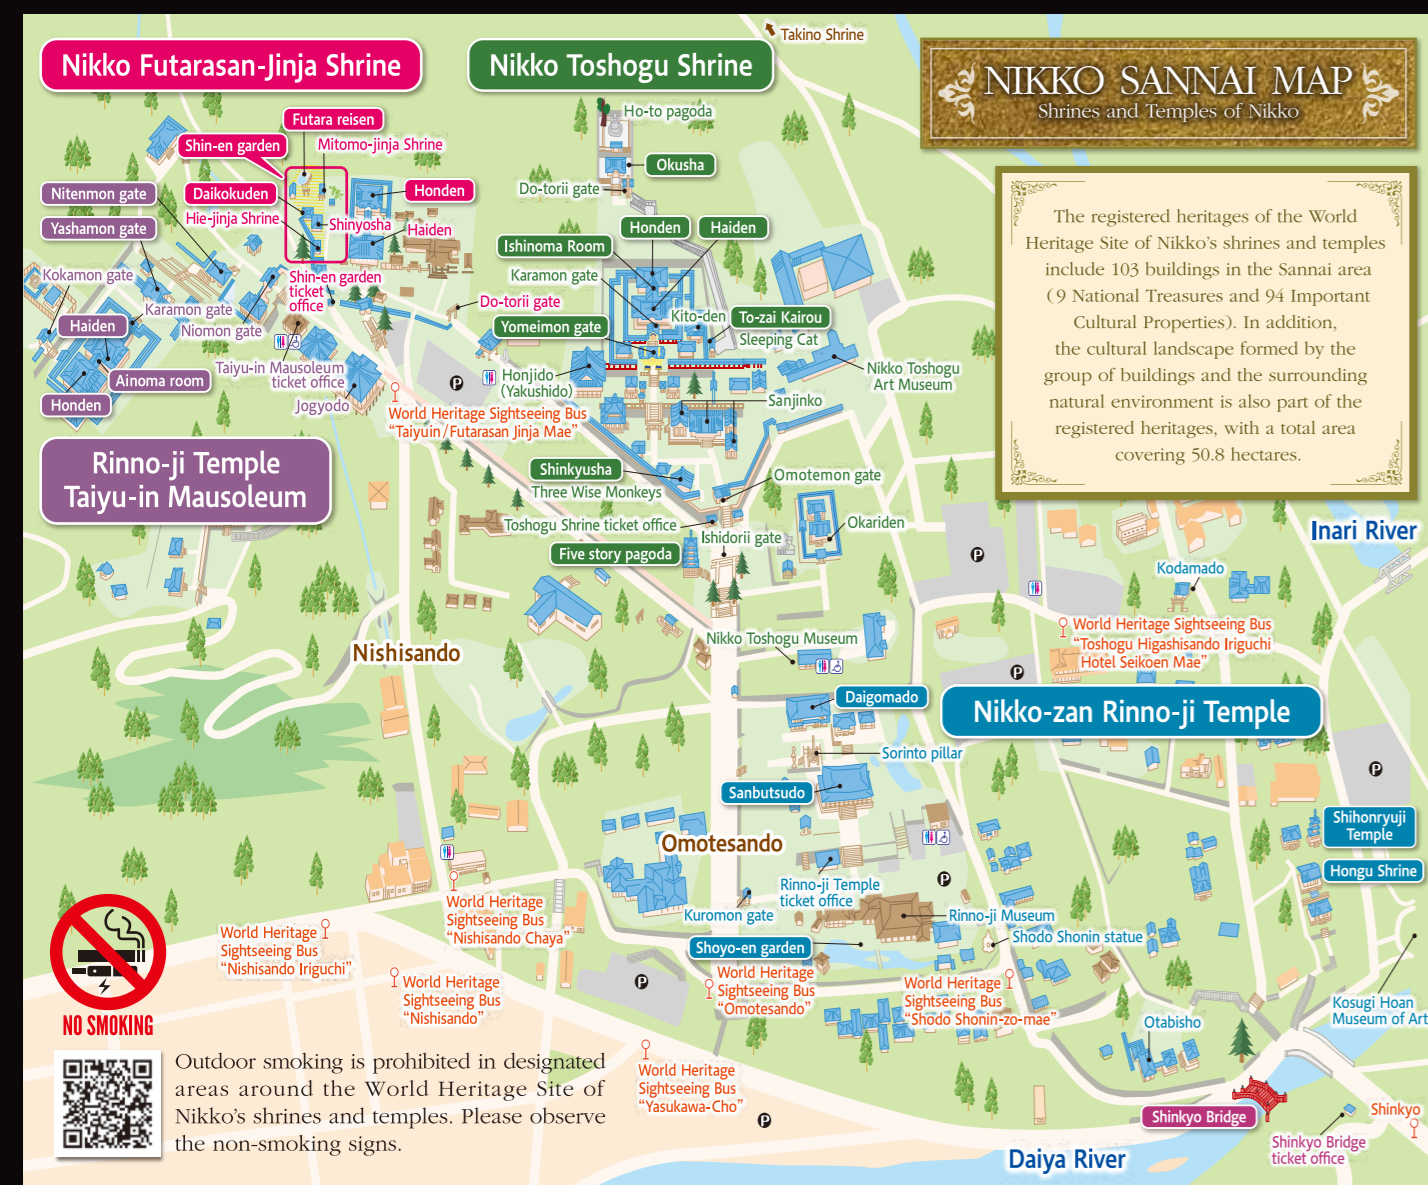 Takino Shrine
Nikko Futarasan-Jinja Shrine
Nikko Toshogu Shrine
NIKKO SANNAI MAP
Shrines and Temples of Nikko
Ho-to pagoda
Futara reisen
Shin-en garden
Mitomo-jinja Shrine
Okusha
Nitenmon gate
Daikokuden
Honden
Do-torii gate
Hie-jinja Shrine
Shinyosha
Haiden
Yashamon gate
Honden
Haiden
Ishinoma Room
Karamon gate
Kokamon gate
Shin-en garden
ticket
office
Do-torii gate
Karamon gate
Niomon gate
Haiden
Kito-den
To-zai Kairou
Yomeimon gate
Sleeping Cat
Taiyu-in Mausoleum
ticket office
Ainoma room
Honden
Jogyodo
P
Honjido
(Yakushido)
Nikko Toshogu
Art Museum
Sanjinko
World Heritage Sightseeing Bus
“Taiyuin/Futarasan Jinja Mae”
The registered heritages of the World
Heritage Site of Nikko’s shrines and temples
include 103 buildings in the Sannai area
(9 National Treasures and 94 Important
Cultural Properties). In addition,
the cultural landscape formed by the
group of buildings and the surrounding
natural environment is also part of the
registered heritages, with a total area
covering 50.8 hectares.
Rinno-ji Temple
Taiyu-in Mausoleum
Shinkyusha
Three Wise Monkeys
Omotemon gate
Toshogu Shrine ticket office
Ishidorii gate
Okariden
Five story pagoda
Inari River
P
Kodamado
Nishisando
Nikko Toshogu Museum
World Heritage Sightseeing Bus
“Toshogu Higashisando Iriguchi
Hotel Seikoen Mae”
P
Daigomado
Nikko-zan Rinno-ji Temple
Sorinto pillar
P
Sanbutsudo
Shihonryuji
Temple
Omotesando
Hongu Shrine
Rinno-ji Temple
ticket office
P
Kuromon gate
Rinno-ji Museum
Shodo Shonin statue
Shoyo-en garden
World Heritage
Sightseeing Bus
“Nishisando Chaya”
World Heritage
Sightseeing Bus
“Nishisando Iriguchi”
World Heritage
Sightseeing Bus
“Nishisando”
P
World Heritage
Sightseeing Bus
“Omotesando”
World Heritage
Sightseeing Bus
“Shodo Shonin-zo-mae”
Kosugi Hoan
Museum of Art
Otabisho
NO SMOKING
Outdoor smoking is prohibited in designated
areas around the World Heritage Site of
Nikko’s shrines and temples. Please observe
the non-smoking signs.
World Heritage
Sightseeing Bus
“Yasukawa-Cho”
P
Shinkyo Bridge
Shinkyo
Shinkyo Bridge
ticket office
Daiya River